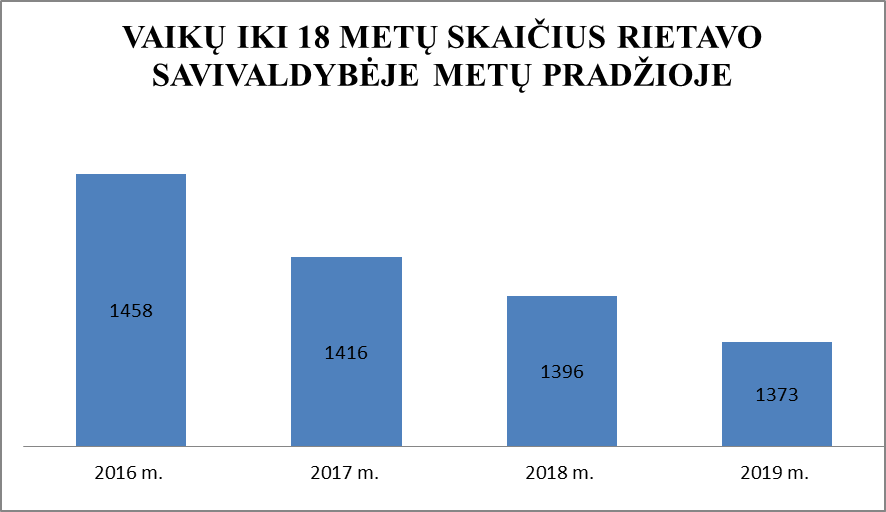 VAIKŲ IKI 18 METŲ SKAIČIUS RIETAVO
SAVIVALDYBĖJE METŲ PRADŽIOJE
1458
1416
1396
1373
2016 m.
2017 m.
2018 m.
2019 m.